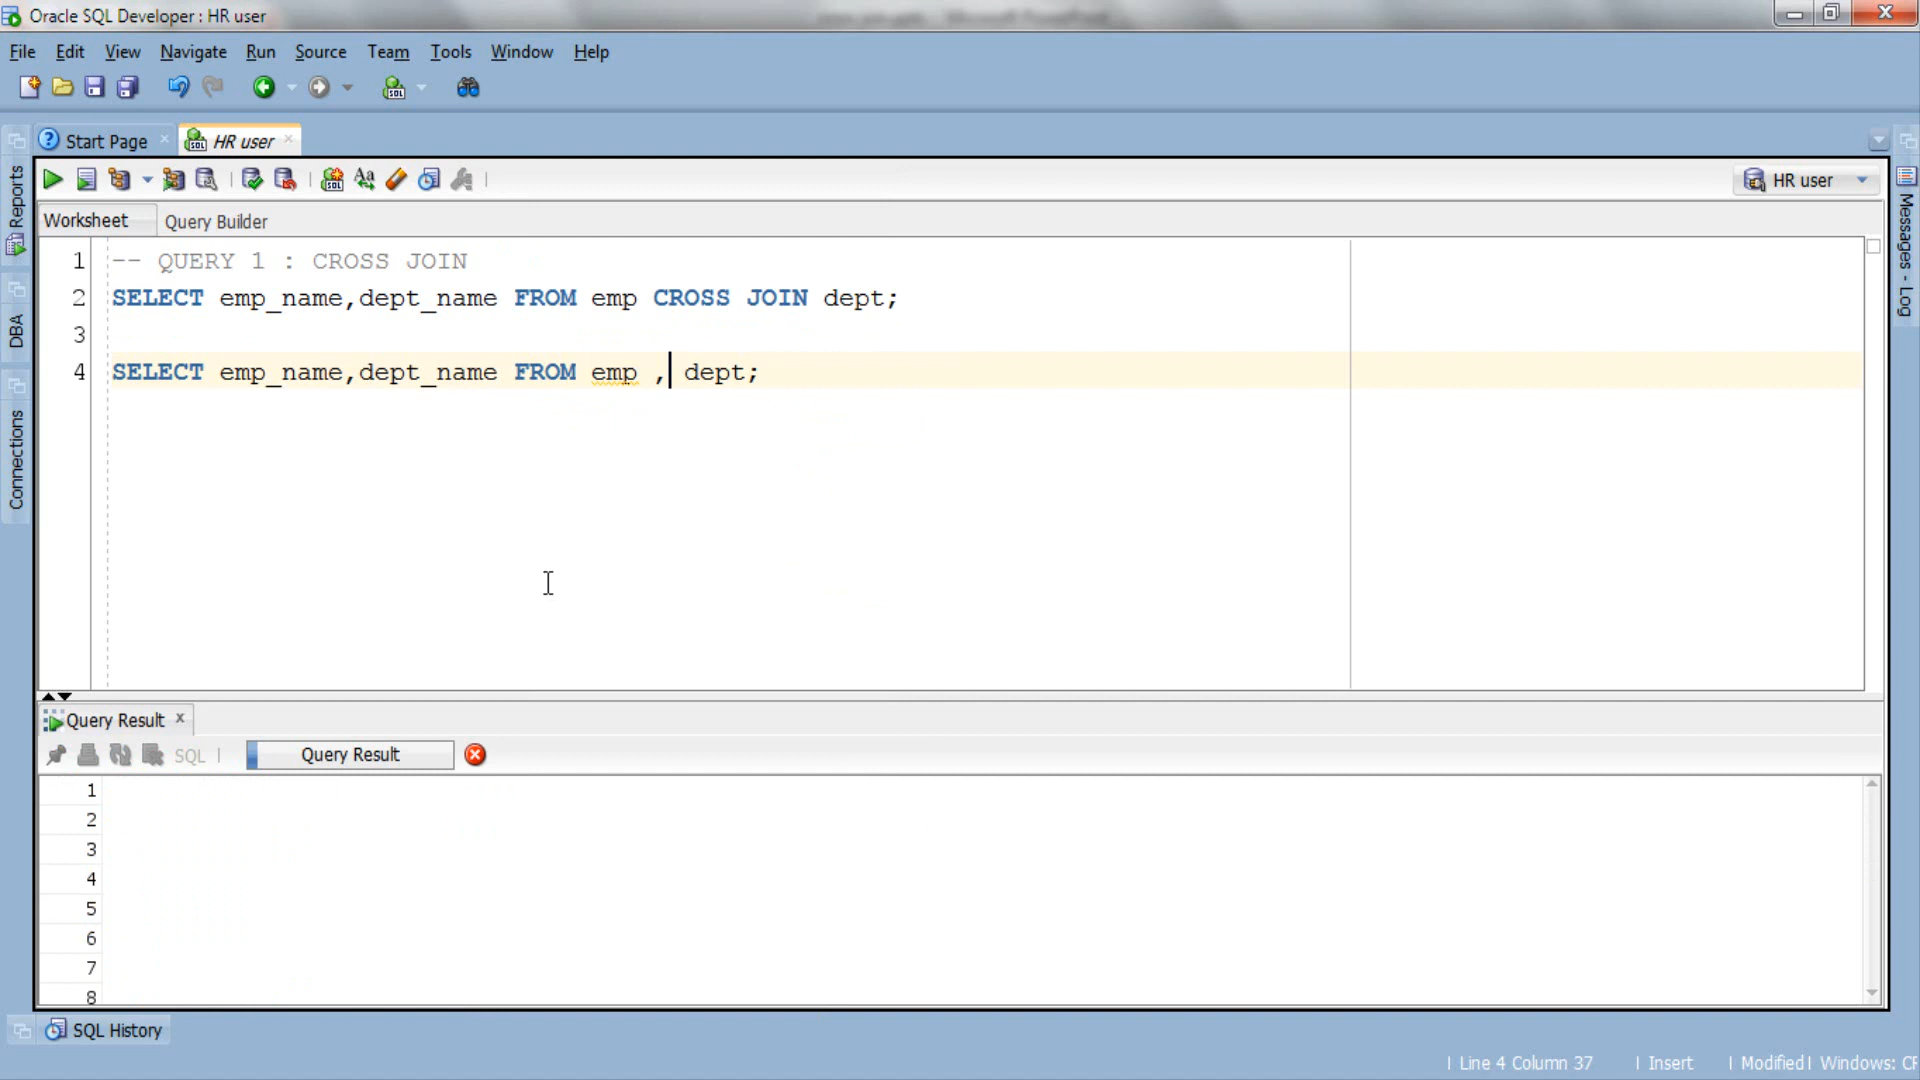 Oracle SQL Developer : HR user
File Edit View Navigate Run Source Team Tools Window Help
Start Page
HR user
HR user
Worksheet
Query Builder
1 -- QUERY 1 : CROSS JOIN
2 SELECT emp_name,dept_name FROM emp CROSS JOIN dept;
3
4 SELECT emp_name,dept_name FROM emp , dept;
Reports
DBA
Connections
Messages - Log
Query Result
SQL
Query Result
1
2
3
4
5
6
7
8
SQL History
Line 4 Column 37
Insert
Modified
Windows: